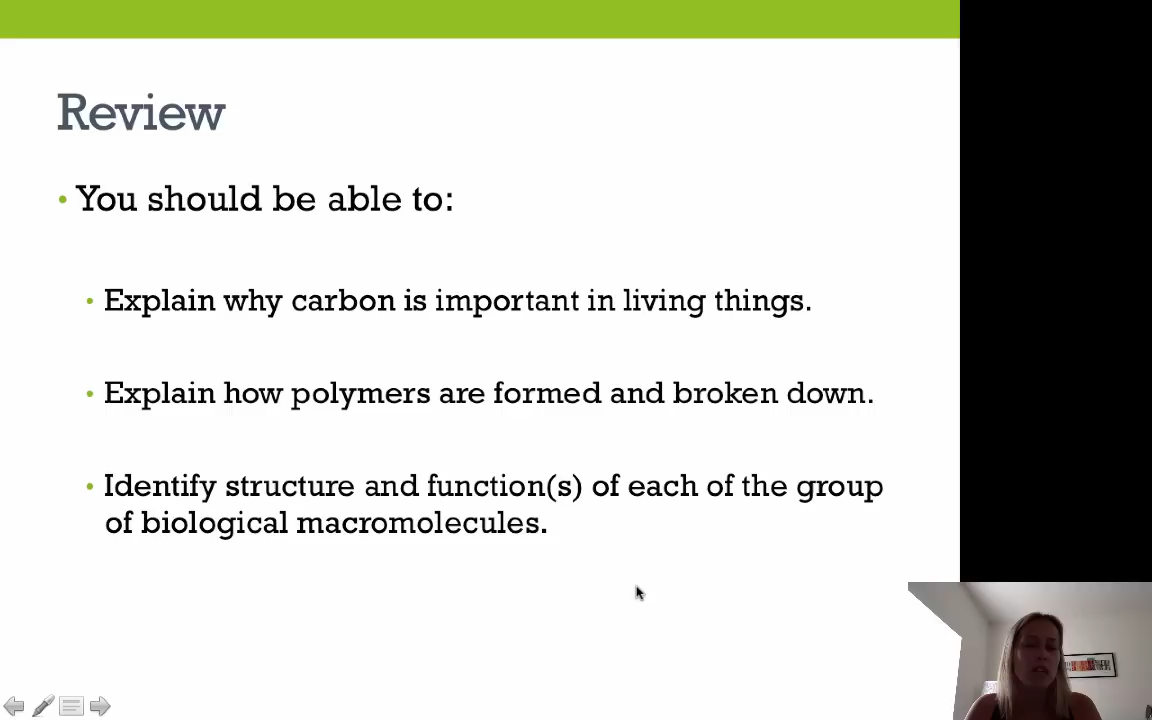 Review
• You should be able to:
• Explain why carbon is important in living things.
• Explain how polymers are formed and broken down.
• Identify structure and function(s) of each of the group
of biological macromolecules.